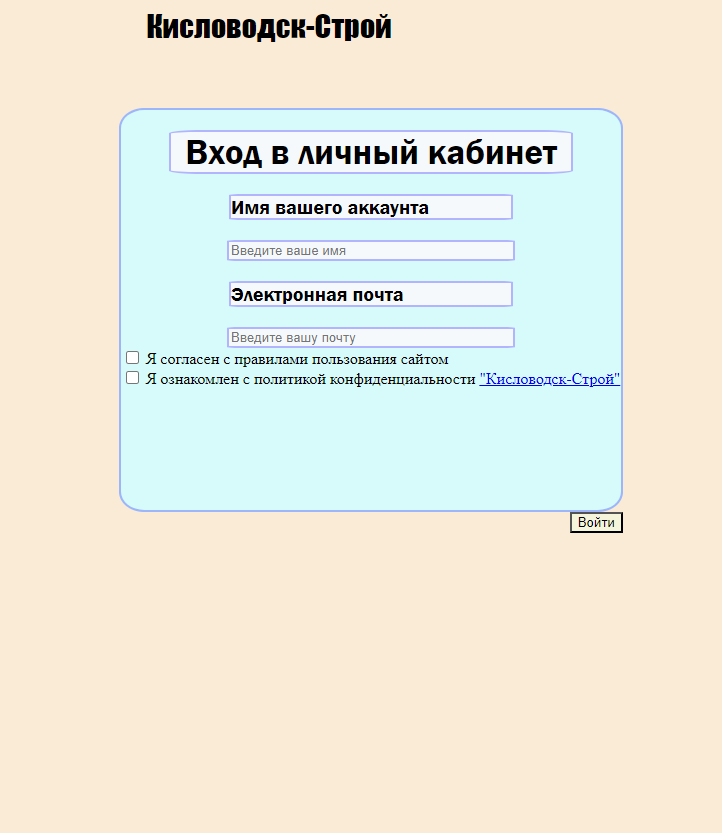 Кисловодск-Строй
Вход в личный кабинет
Имя вашего аккаунта
Введите ваше имя
Электронная почта
Введите вашу почту
Я согласен с правилами пользования сайтом
Я ознакомлен с политикой конфиденциальности "Кисловодск-Строй"
Войти